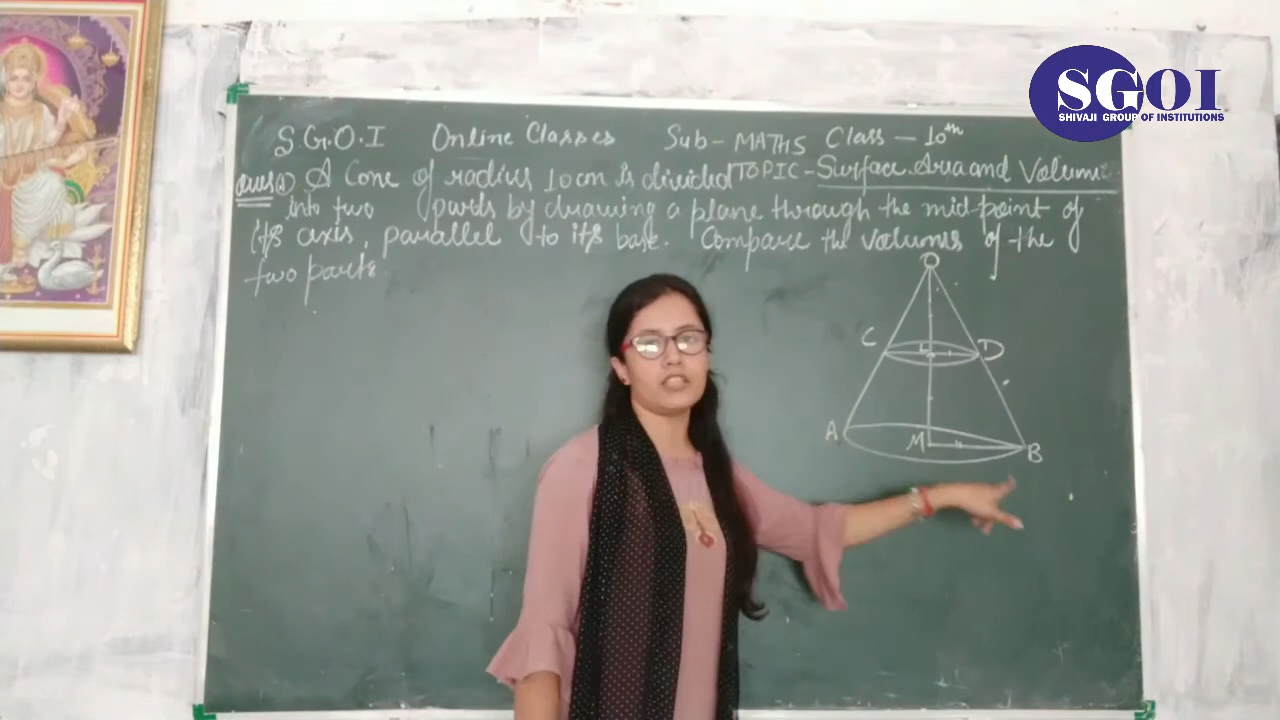 SGOI
SHIVAJI GROUP OF INSTITUTIONS
S.G.O.I Online Classes Sub - MATHS Class - 10th
TOPIC - Surface Area and Volume
Ques(1) A Cone of radius 10cm is divided
into two parts by drawing a plane through the mid-point of
its axis, parallel to its base. Compare the volumes of the
two parts.
O
C L D
A M B